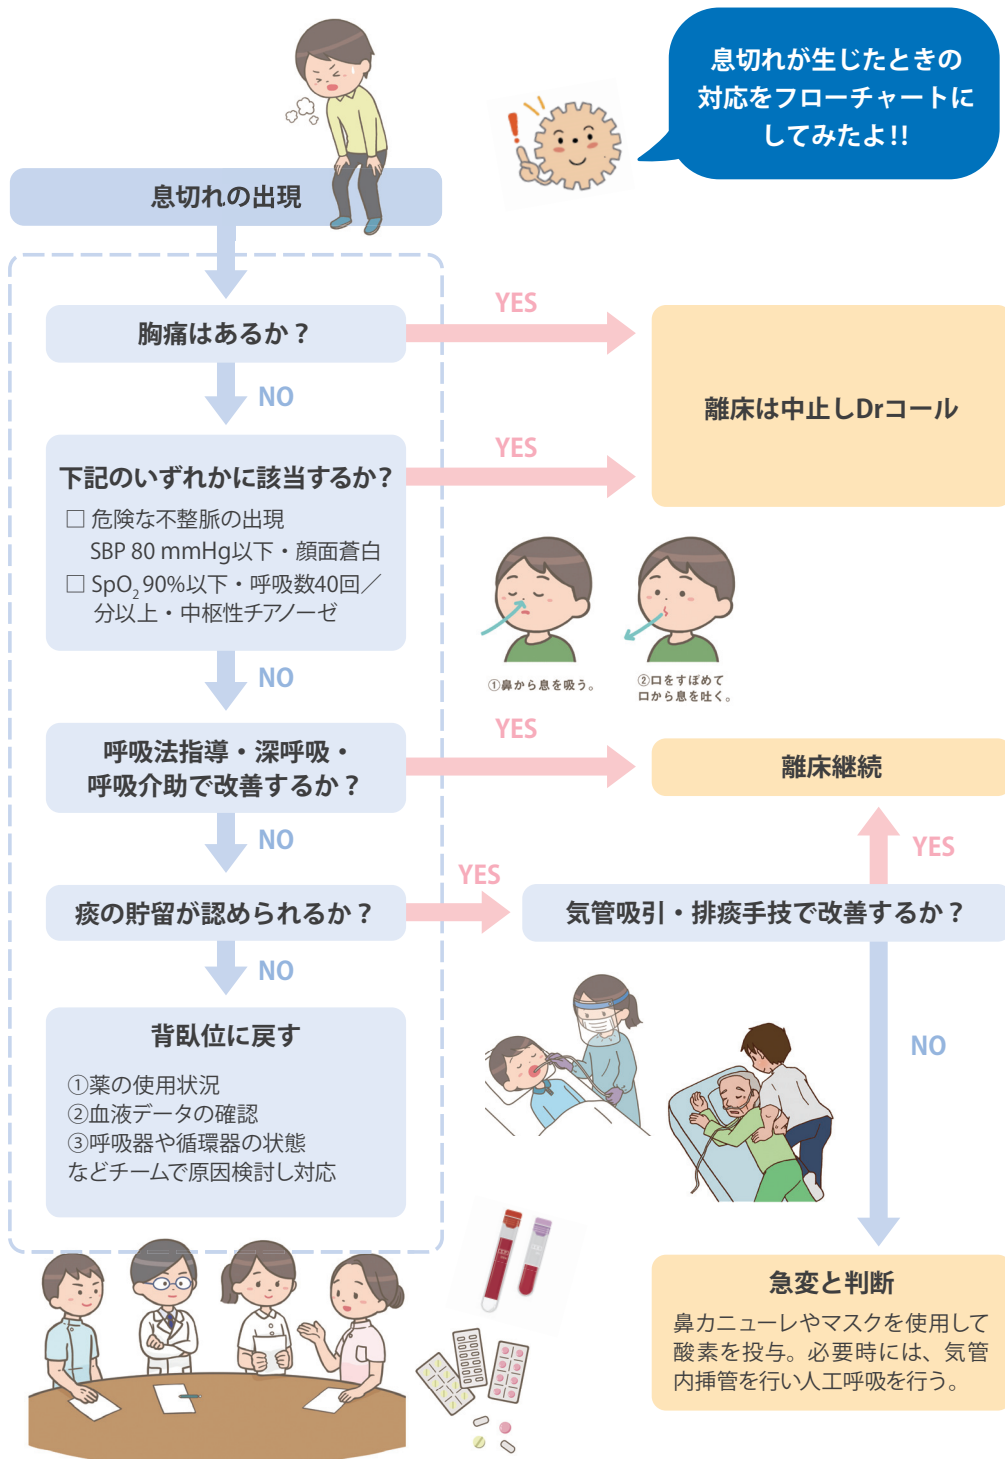 息切れが生じたときの
対応をフローチャートに
してみたよ!!
息切れの出現
胸痛はあるか？
YES
NO
離床は中止しDrコール
下記のいずれかに該当するか?
□ 危険な不整脈の出現
SBP 80 mmHg以下・顔面蒼白
□ SpO₂ 90%以下・呼吸数40回／
分以上・中枢性チアノーゼ
YES
NO
①鼻から息を吸う。
②口をすぼめて
口から息を吐く。
呼吸法指導・深呼吸・
呼吸介助で改善するか？
YES
NO
離床継続
痰の貯留が認められるか？
YES
NO
気管吸引・排痰手技で改善するか？
YES
NO
背臥位に戻す
①薬の使用状況
②血液データの確認
③呼吸器や循環器の状態
などチームで原因検討し対応
急変と判断
鼻カニューレやマスクを使用して
酸素を投与。必要時には、気管
内挿管を行い人工呼吸を行う。